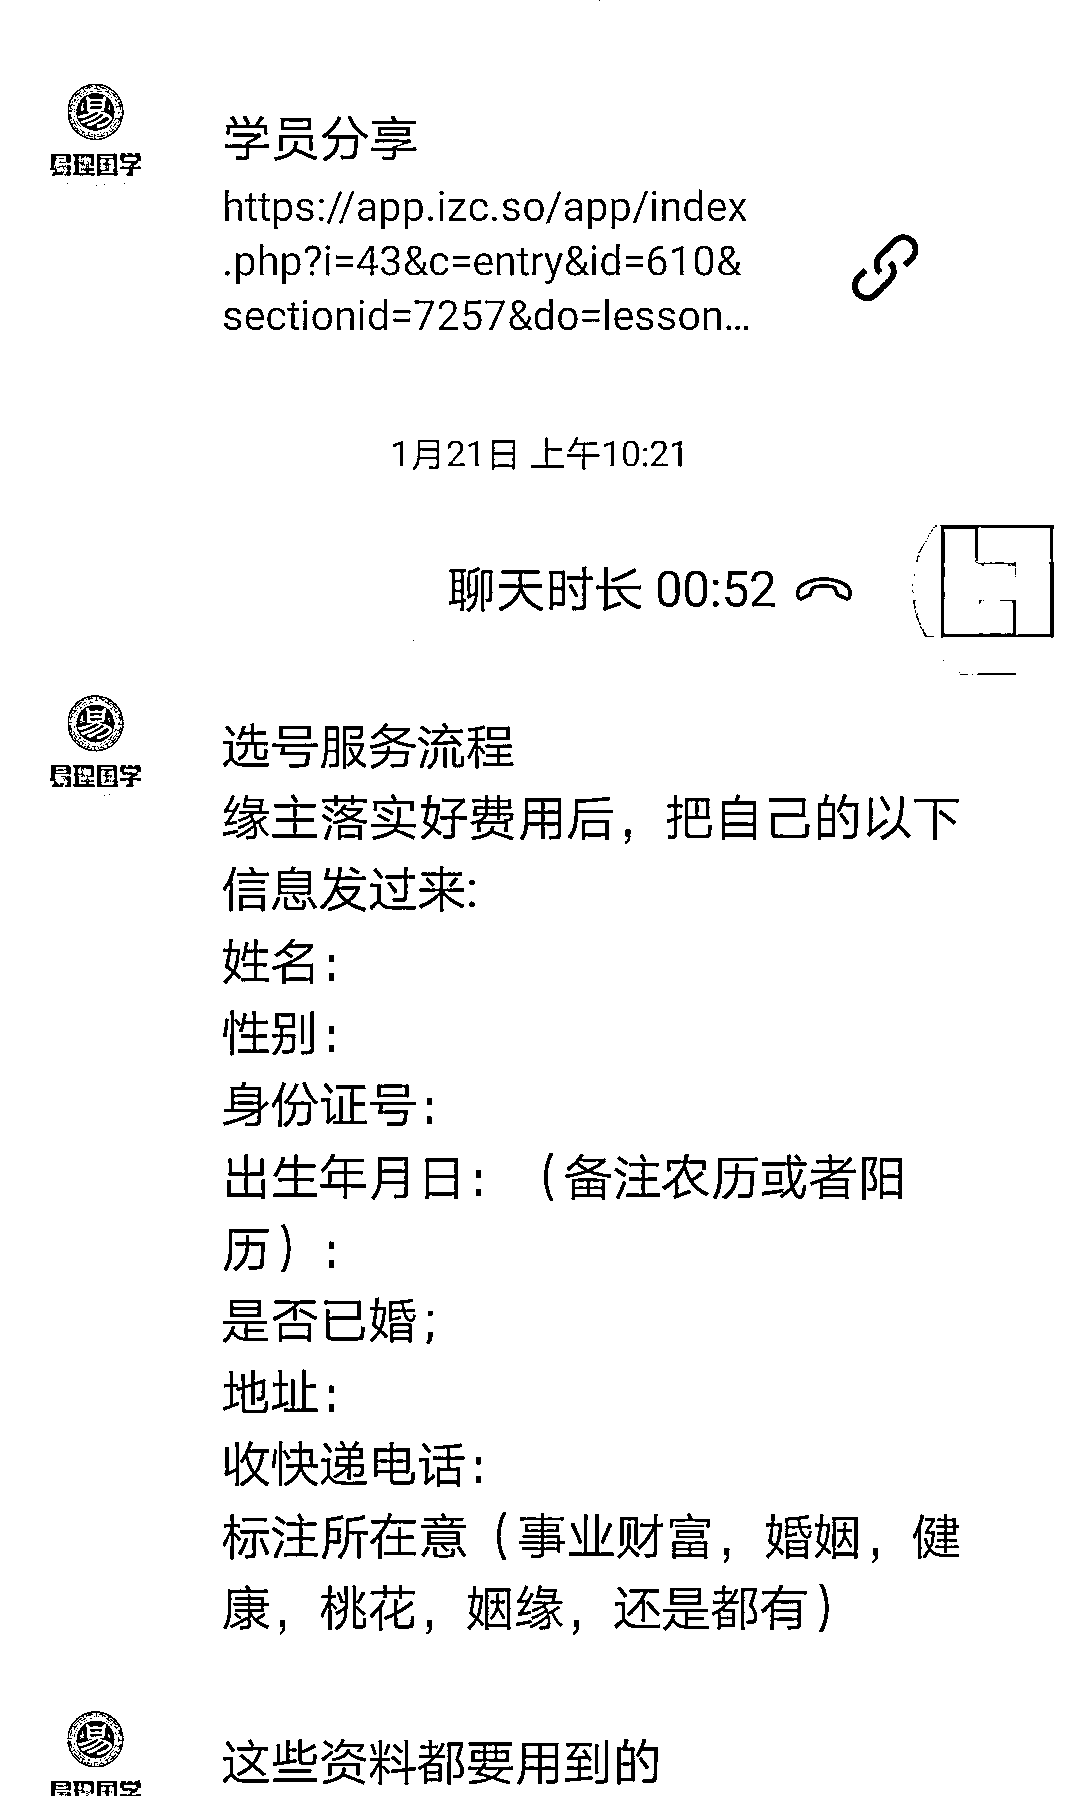 易
易理国学
学员分享
https://app.izc.so/app/index
.php?i=43&c=entry&id=610&
sectionid=7257&do=lesson...
1月21日 上午10:21
聊天时长 00:52
易
易理国学
选号服务流程
缘主落实好费用后，把自己的以下
信息发过来:
姓名：
性别：
身份证号：
出生年月日：（备注农历或者阳
历）：
是否已婚；
地址：
收快递电话：
标注所在意（事业财富，婚姻，健
康，桃花，姻缘，还是都有）
易
易理国学
这些资料都要用到的